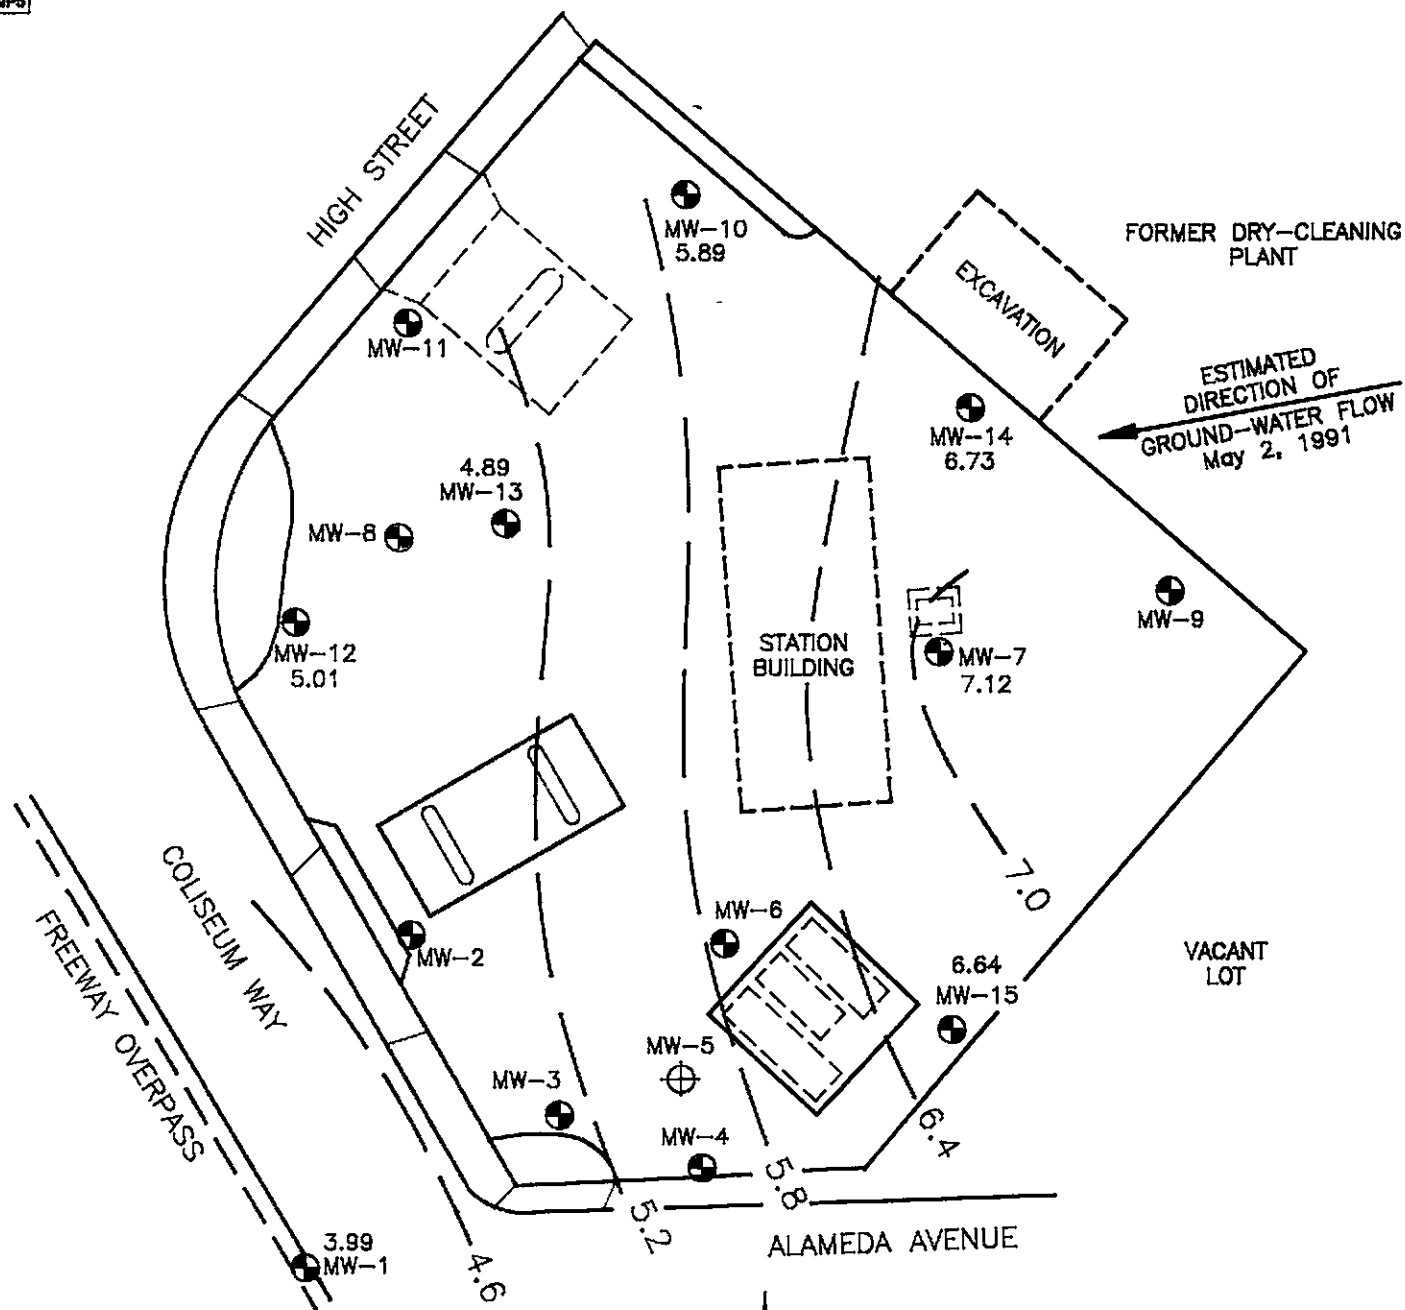 HIGH STREET
MW-10
5.89
FORMER DRY-CLEANING
PLANT
EXCAVATION
MW-11
ESTIMATED
DIRECTION OF
GROUND-WATER FLOW
May 2, 1991
MW-14
6.73
4.89
MW-13
MW-8
MW-9
MW-12
5.01
STATION
BUILDING
MW-7
7.12
7.0
COLISEUM WAY
FREEWAY OVERPASS
MW-2
MW-6
6.64
MW-15
VACANT
LOT
MW-5
MW-3
MW-4
6.4
5.8
5.2
4.6
ALAMEDA AVENUE
3.99
MW-1